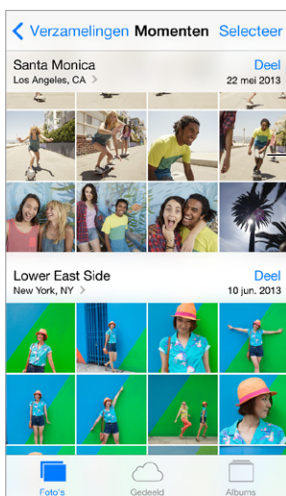 Verzamelingen Momenten Selecteer
Santa Monica Deel
Los Angeles, CA > 22 mei 2013
Lower East Side Deel
New York, NY > 10 jun. 2013
Foto's Gedeeld Albums